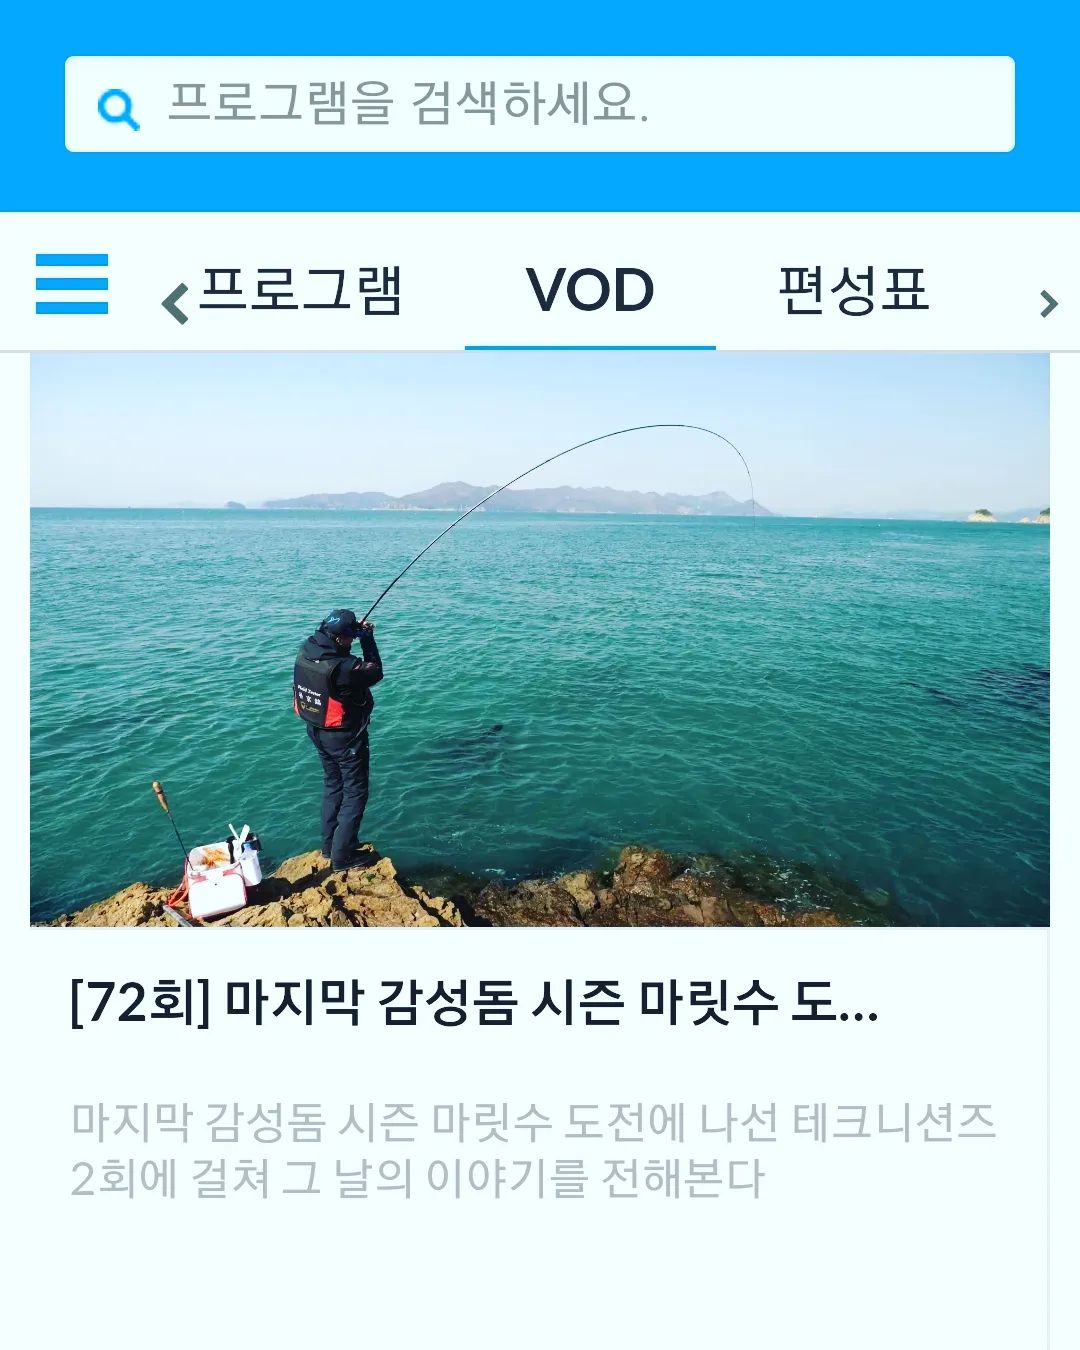 프로그램을 검색하세요.
프로그램 VOD 편성표
[72회] 마지막 감성돔 시즌 마릿수 도...
마지막 감성돔 시즌 마릿수 도전에 나선 테크니션즈
2회에 걸쳐 그 날의 이야기를 전해본다